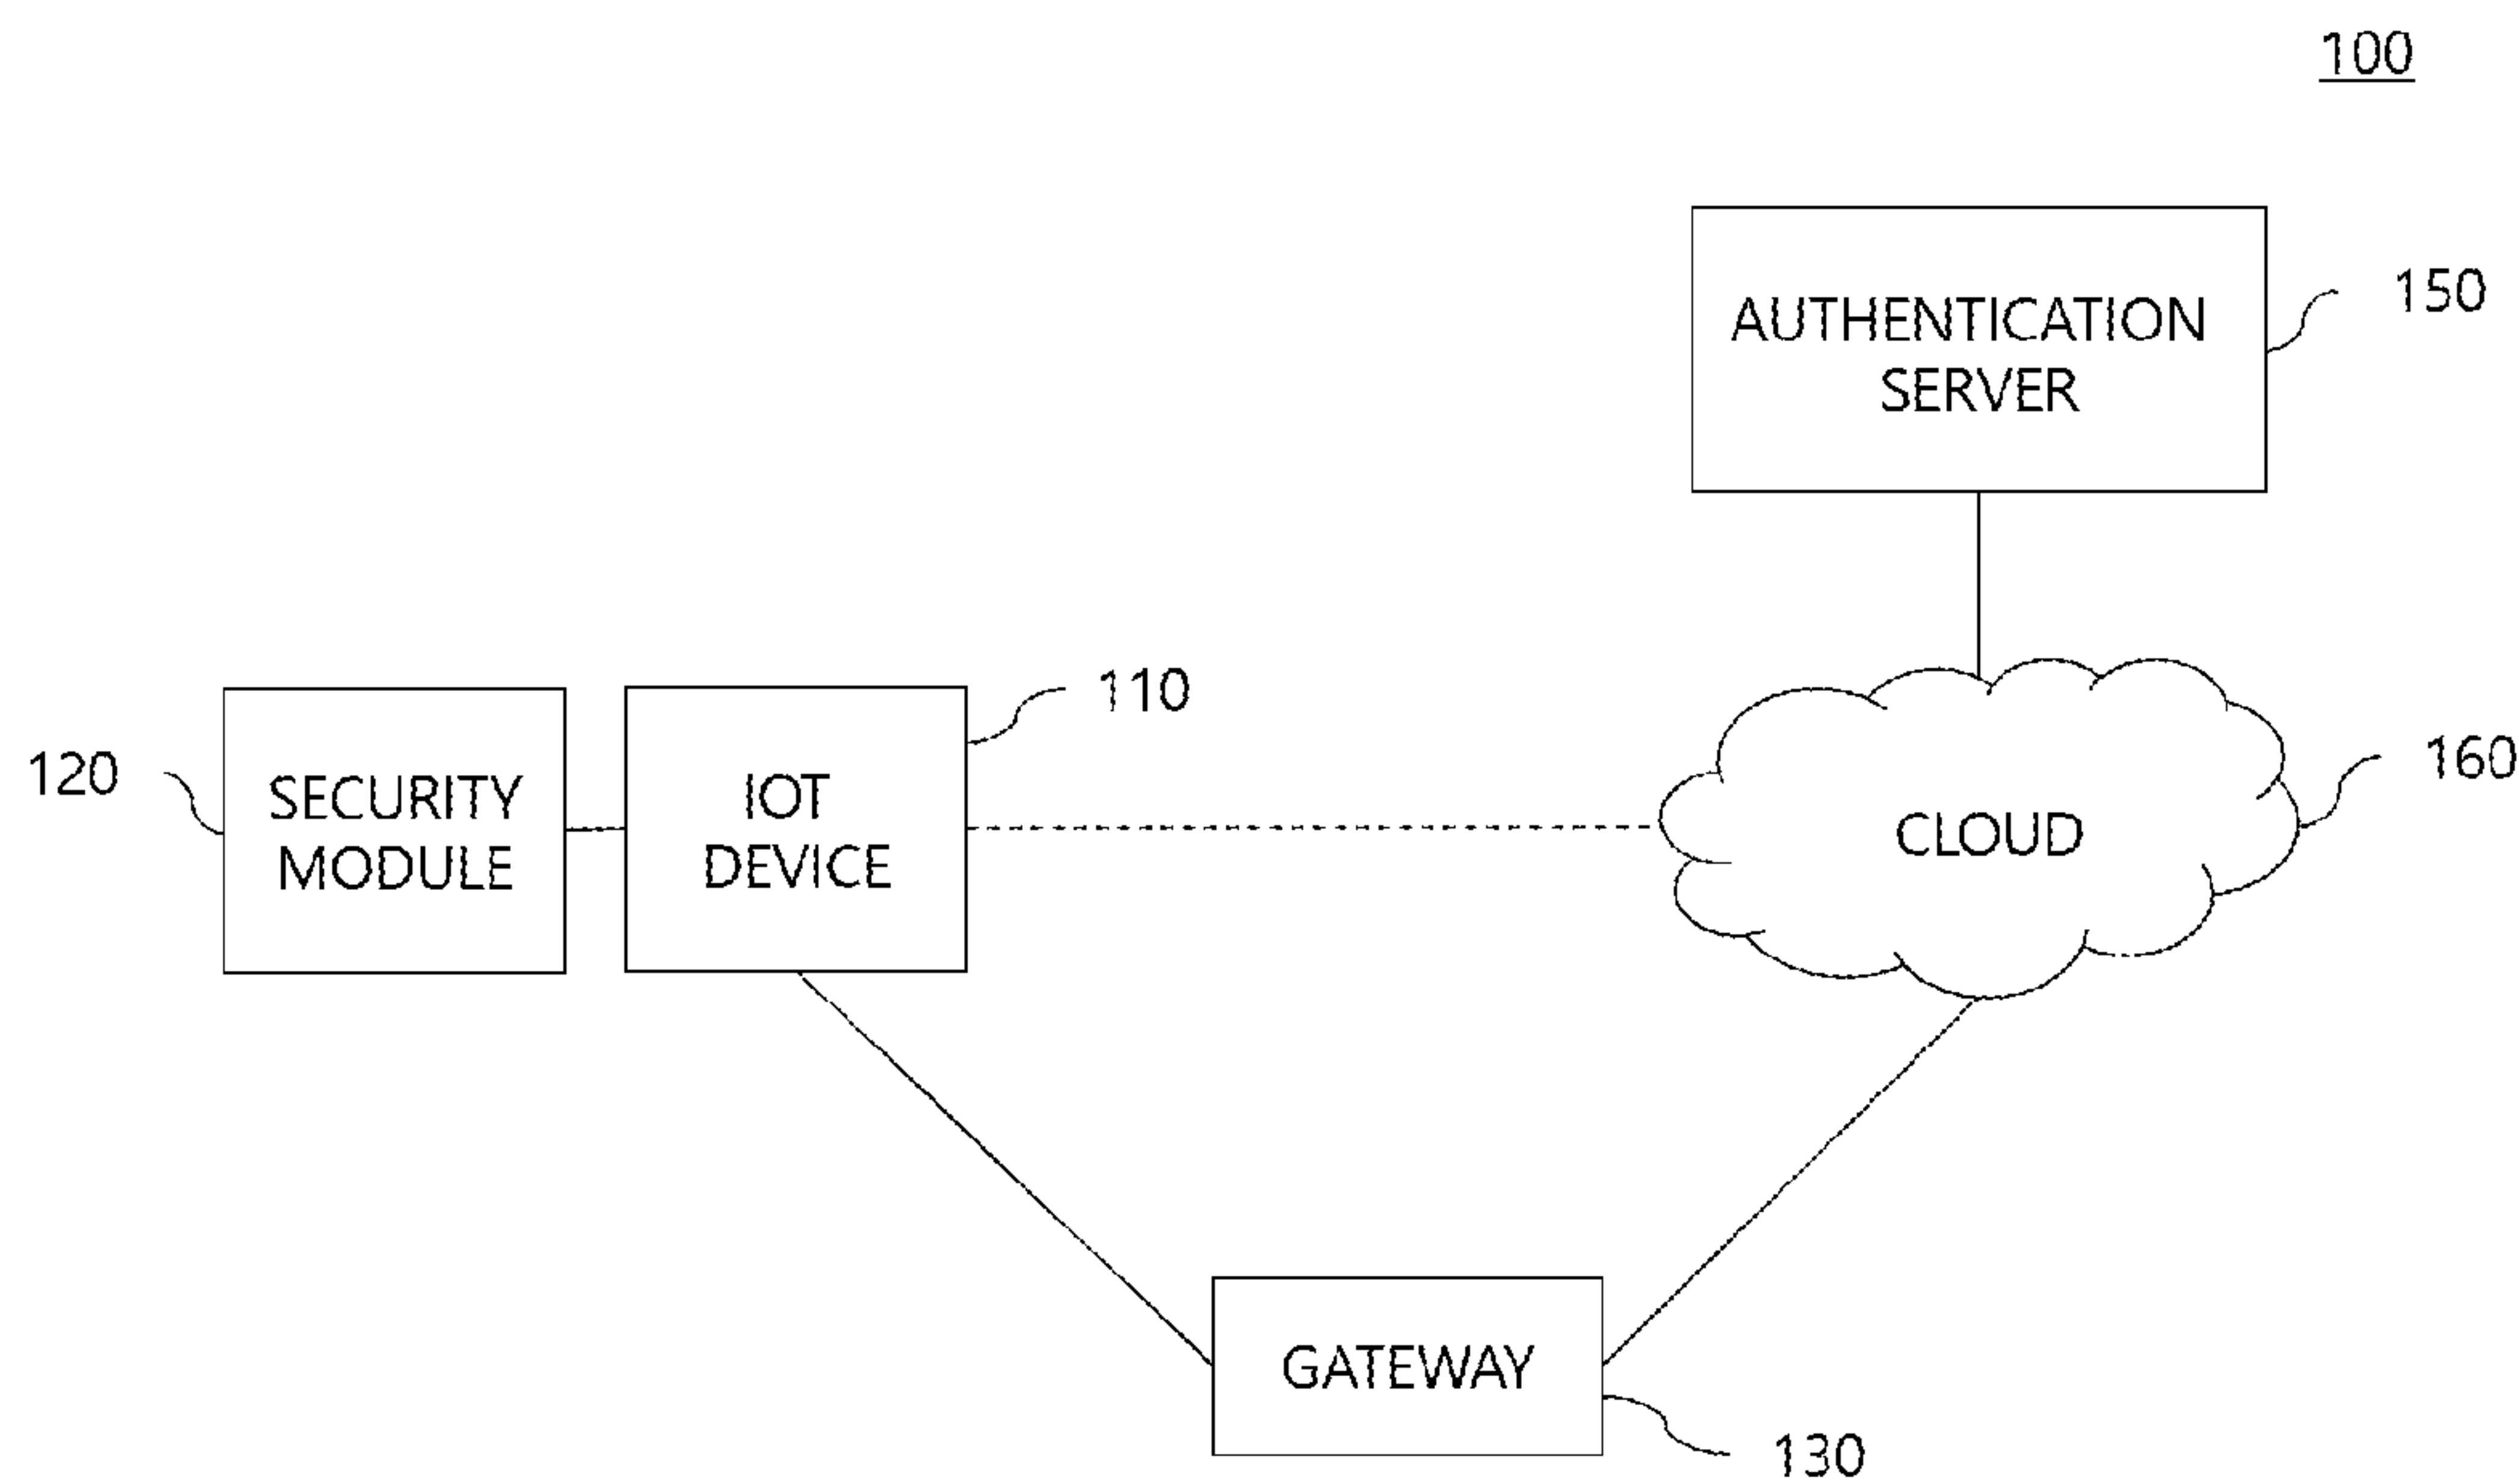 100
AUTHENTICATION
SERVER
150
110
120
SECURITY
MODULE
IOT
DEVICE
160
CLOUD
GATEWAY
130